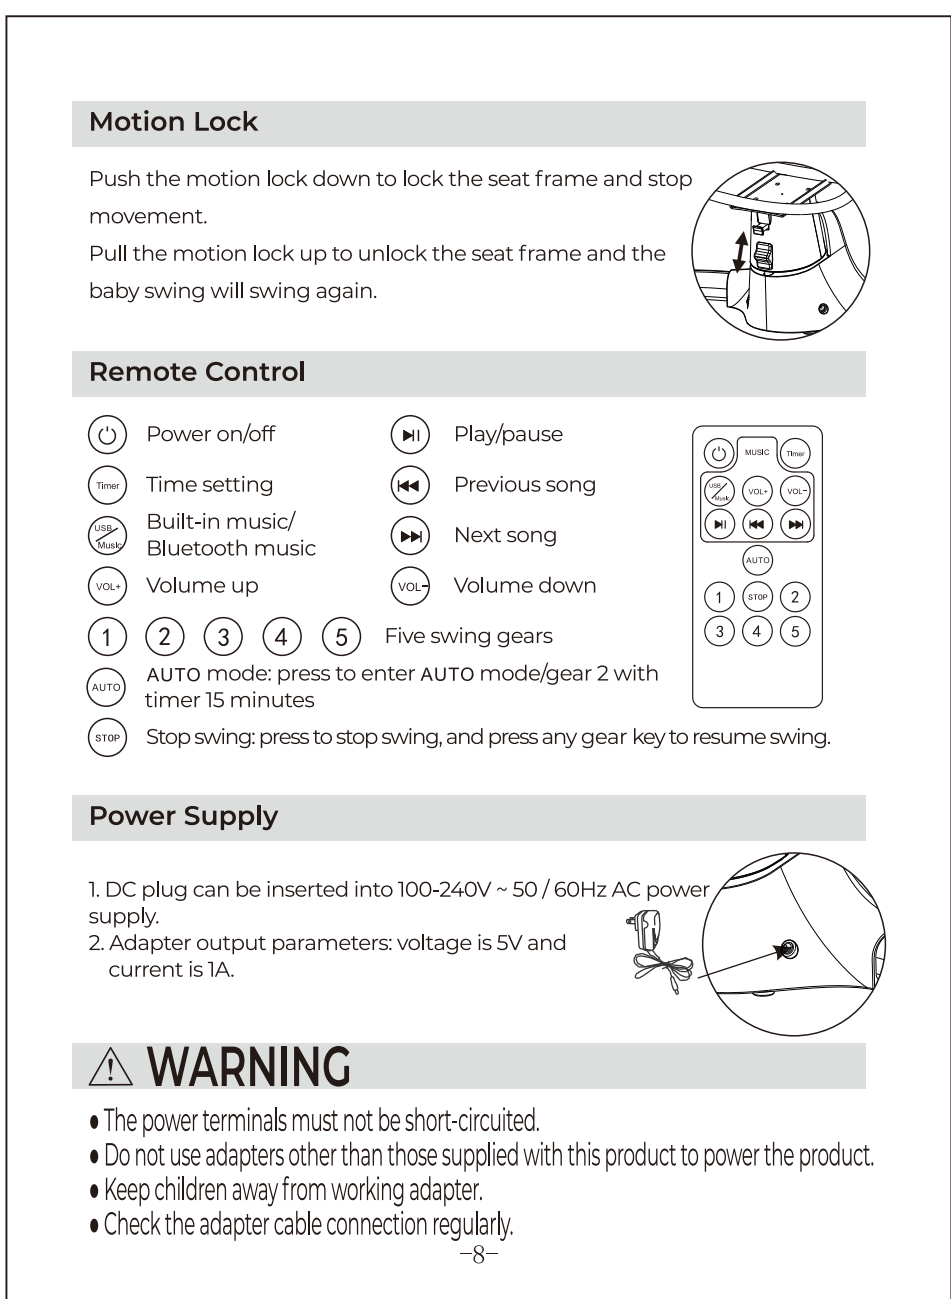 Motion Lock
Push the motion lock down to lock the seat frame and stop
movement.
Pull the motion lock up to unlock the seat frame and the
baby swing will swing again.
Remote Control
Power on/off
Play/pause
Timer Time setting
Previous song
USB Music Built-in music/
Bluetooth music
Next song
VOL+ Volume up
VOL- Volume down
1 2 3 4 5 Five swing gears
AUTO AUTO mode: press to enter AUTO mode/gear 2 with
timer 15 minutes
STOP Stop swing: press to stop swing, and press any gear key to resume swing.
MUSIC Timer
USB Music VOL+ VOL-
AUTO
1 STOP 2
3 4 5
Power Supply
1. DC plug can be inserted into 100-240V ~ 50 / 60Hz AC power
supply.
2. Adapter output parameters: voltage is 5V and
current is 1A.
WARNING
● The power terminals must not be short-circuited.
● Do not use adapters other than those supplied with this product to power the product.
● Keep children away from working adapter.
● Check the adapter cable connection regularly.
-8-